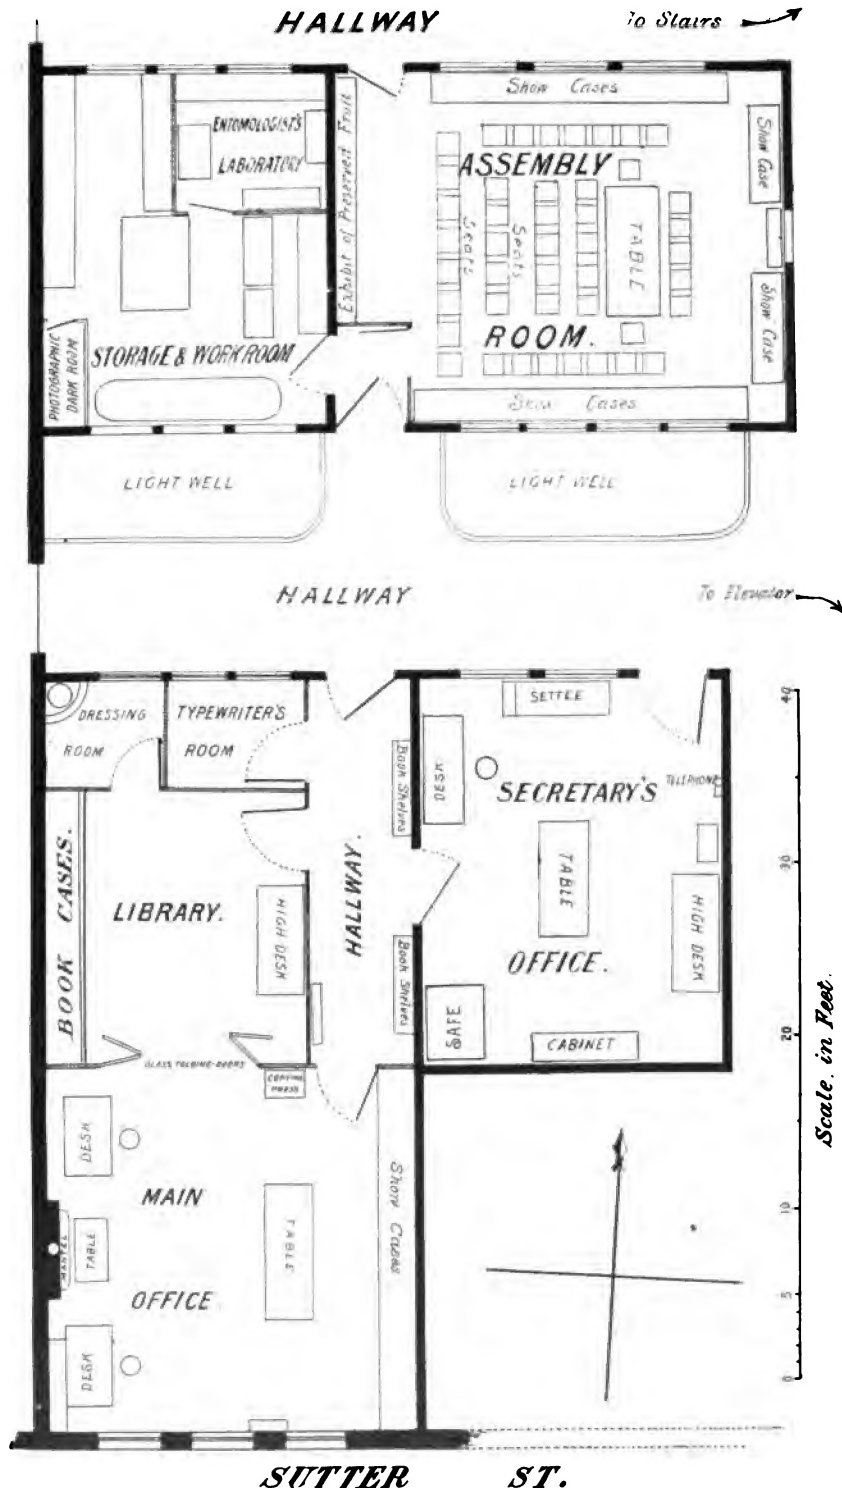 HALLWAY
To Stairs
Show Cases
ENTOMOLOGIST'S
LABORATORY
Exhibit of Preserved Fruit
ASSEMBLY
ROOM.
Show Case
Seats
Seats
TABLE
Show Case
PHOTOGRAPHIC
DARK ROOM
STORAGE & WORKROOM
Show Cases
LIGHT WELL
LIGHT WELL
HALLWAY
To Elevator
DRESSING
ROOM
TYPEWRITER'S
ROOM
SETTEE
DESK
SECRETARY'S
OFFICE.
TELEPHONE
Book Shelves
BOOK CASES.
LIBRARY.
HIGH DESK
HALLWAY.
TABLE
HIGH DESK
Book Shelves
SAFE
CABINET
GLASS FOLDING-DOORS
COPYING
PRESS
DESK
MAIN
OFFICE
MANTEL
TABLE
TABLE
Show Cases
DESK
40
30
20
10
5
0
Scale. in Feet.
SUTTER ST.